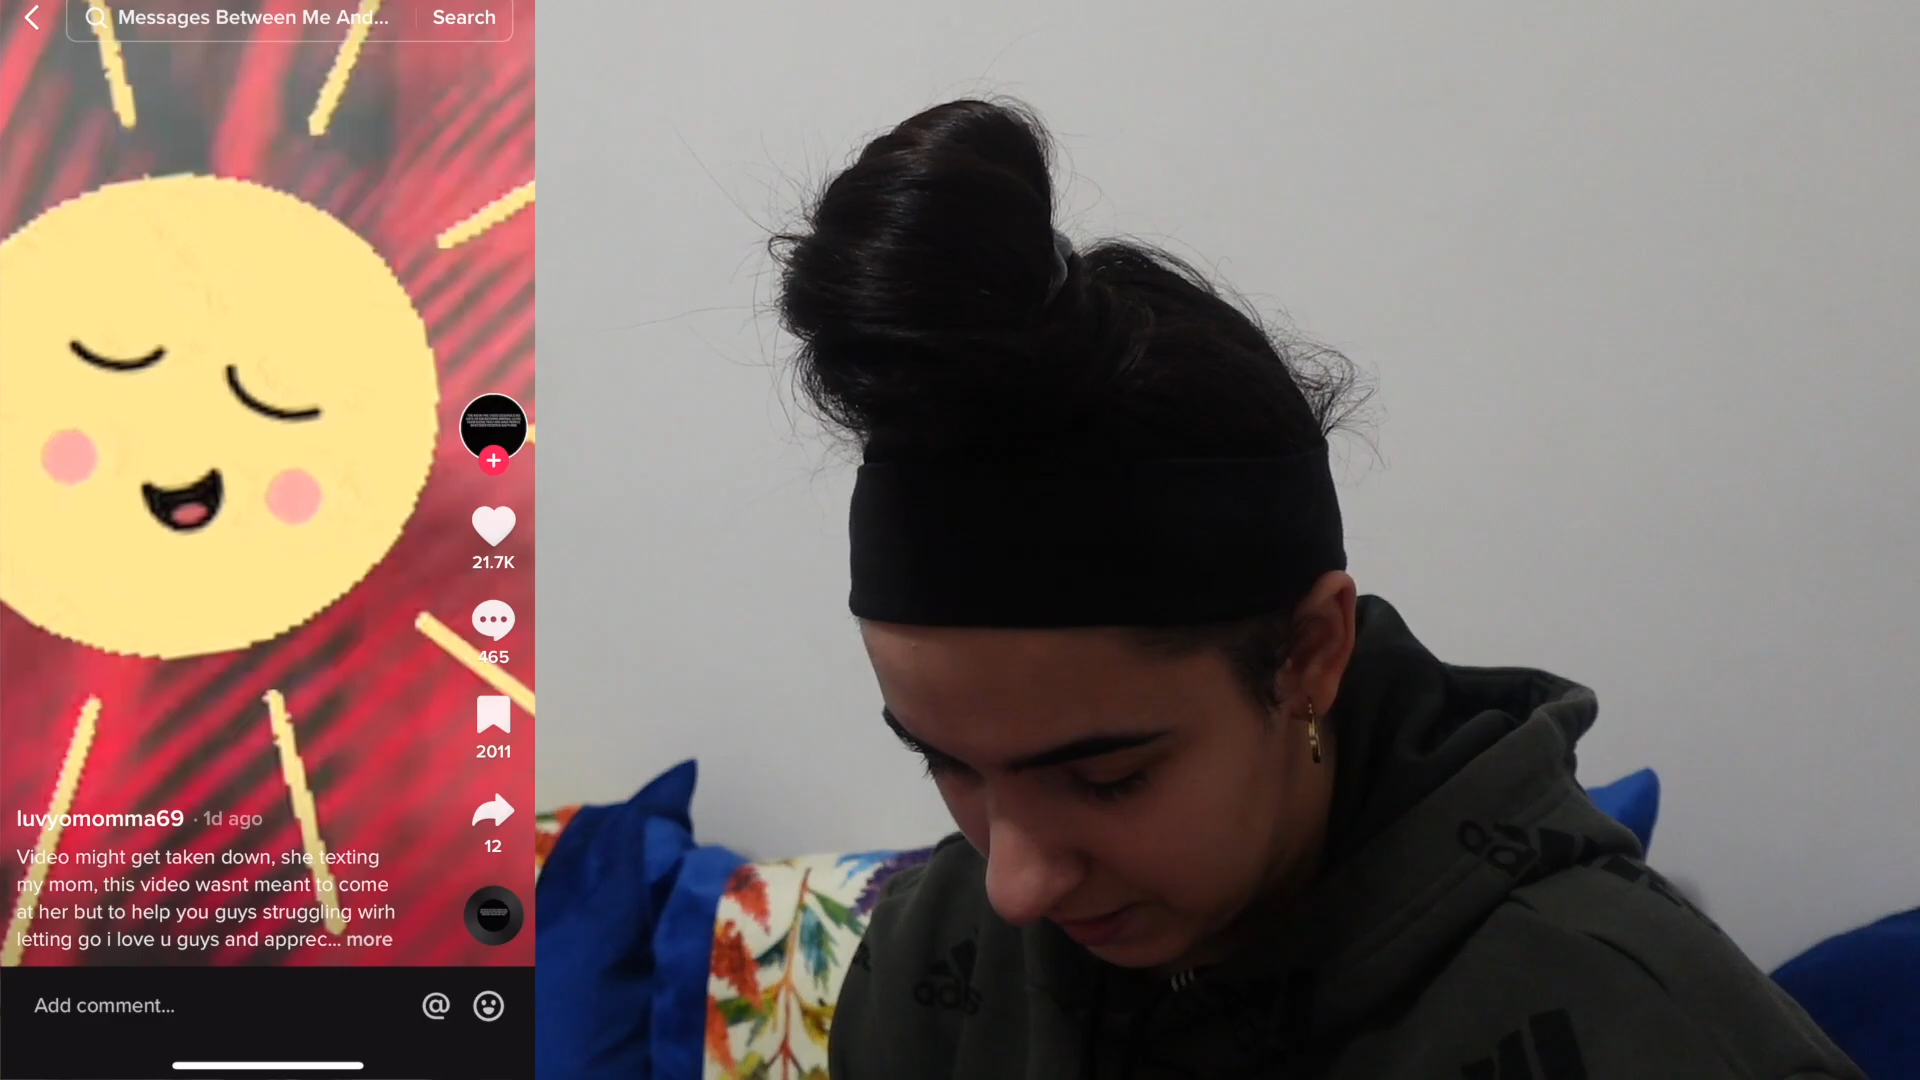 Messages Between Me And...
Search
21.7K
465
2011
12
luvyomomma69 · 1d ago
Video might get taken down, she texting
my mom, this video wasnt meant to come
at her but to help you guys struggling wirh
letting go i love u guys and apprec... more
Add comment...
adidas